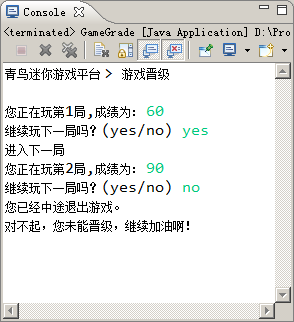 Console
<terminated> GameGrade [Java Application] D:\Pro
青鸟迷你游戏平台 > 游戏晋级
您正在玩第1局,成绩为: 60
继续玩下一局吗？(yes/no) yes
进入下一局
您正在玩第2局,成绩为: 90
继续玩下一局吗？(yes/no) no
您已经中途退出游戏。
对不起，您未能晋级，继续加油啊！